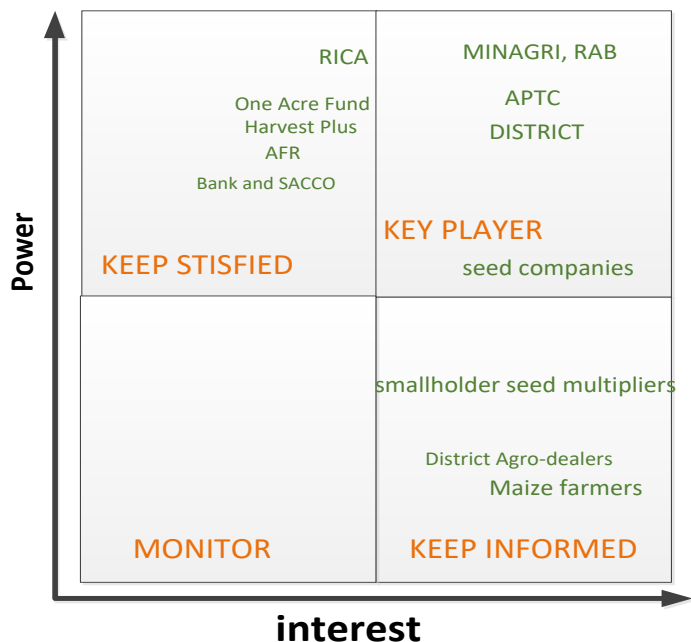 Power
RICA
One Acre Fund
Harvest Plus
AFR
Bank and SACCO
KEEP STISFIED
MINAGRI, RAB
APTC
DISTRICT
KEY PLAYER
seed companies
MONITOR
smallholder seed multipliers
District Agro-dealers
Maize farmers
KEEP INFORMED
interest